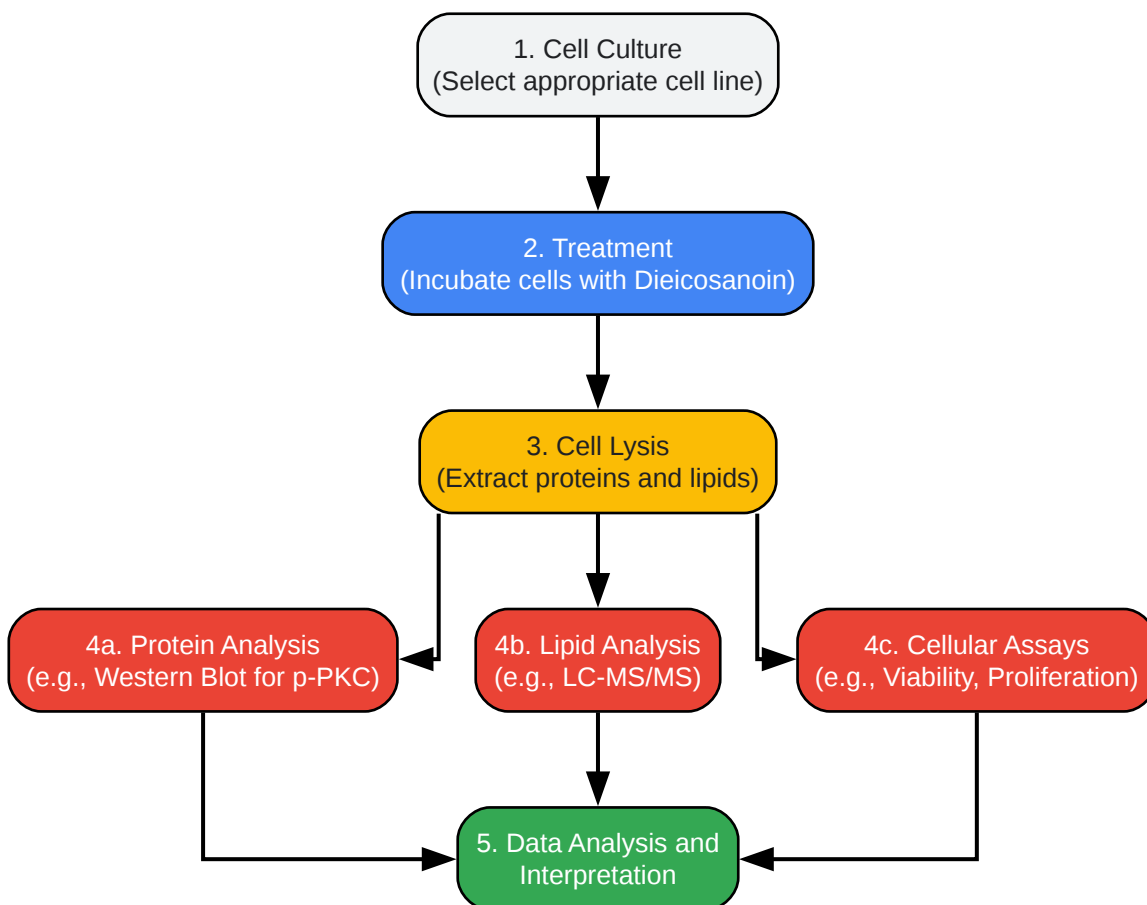 1. Cell Culture
(Select appropriate cell line)
2. Treatment
(Incubate cells with Dieicosanoin)
3. Cell Lysis
(Extract proteins and lipids)
4a. Protein Analysis
(e.g., Western Blot for p-PKC)
4b. Lipid Analysis
(e.g., LC-MS/MS)
4c. Cellular Assays
(e.g., Viability, Proliferation)
5. Data Analysis and
Interpretation